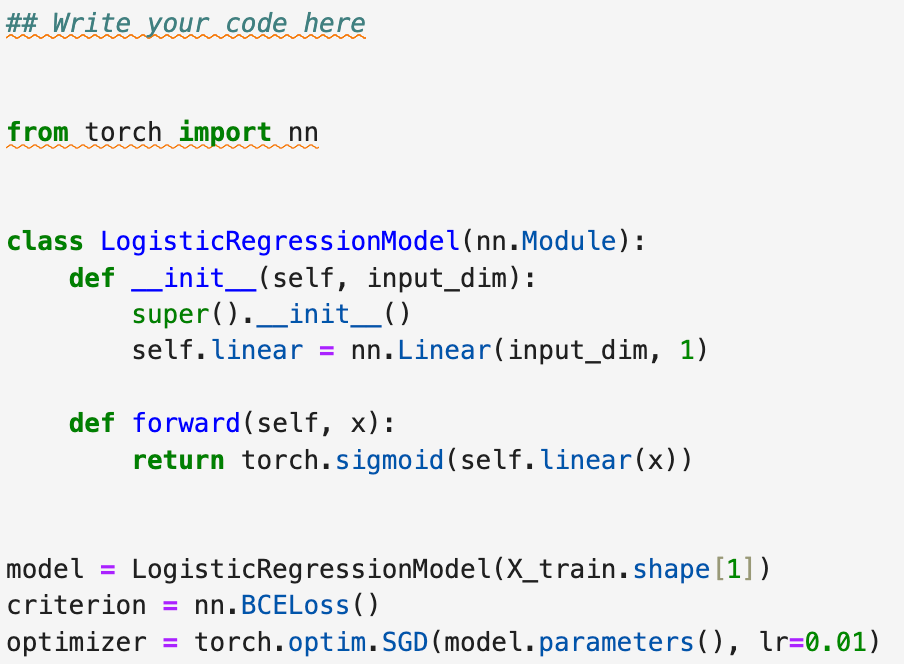 ## Write your code here
from torch import nn
class LogisticRegressionModel(nn.Module):
    def __init__(self, input_dim):
        super().__init__()
        self.linear = nn.Linear(input_dim, 1)
    def forward(self, x):
        return torch.sigmoid(self.linear(x))
model = LogisticRegressionModel(X_train.shape[1])
criterion = nn.BCELoss()
optimizer = torch.optim.SGD(model.parameters(), lr=0.01)